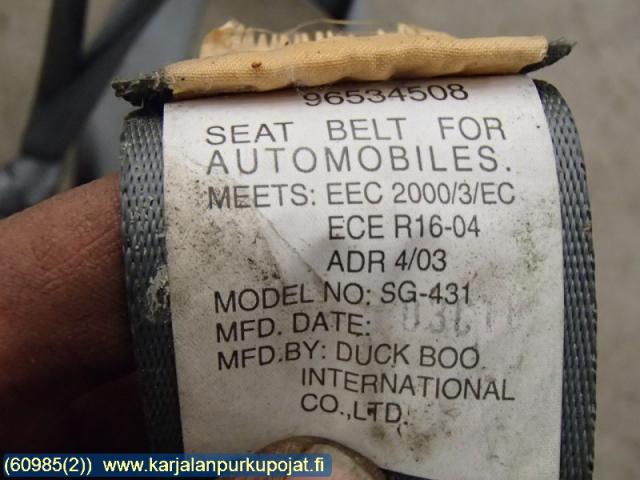 96534508
SEAT BELT FOR
AUTOMOBILES.
MEETS: EEC 2000/3/EC
ECE R16-04
ADR 4/03
MODEL NO: SG-431
MFD. DATE:
MFD.BY: DUCK BOO
INTERNATIONAL
CO.,LTD.
(60985(2)) www.karjalanpurkupojat.fi